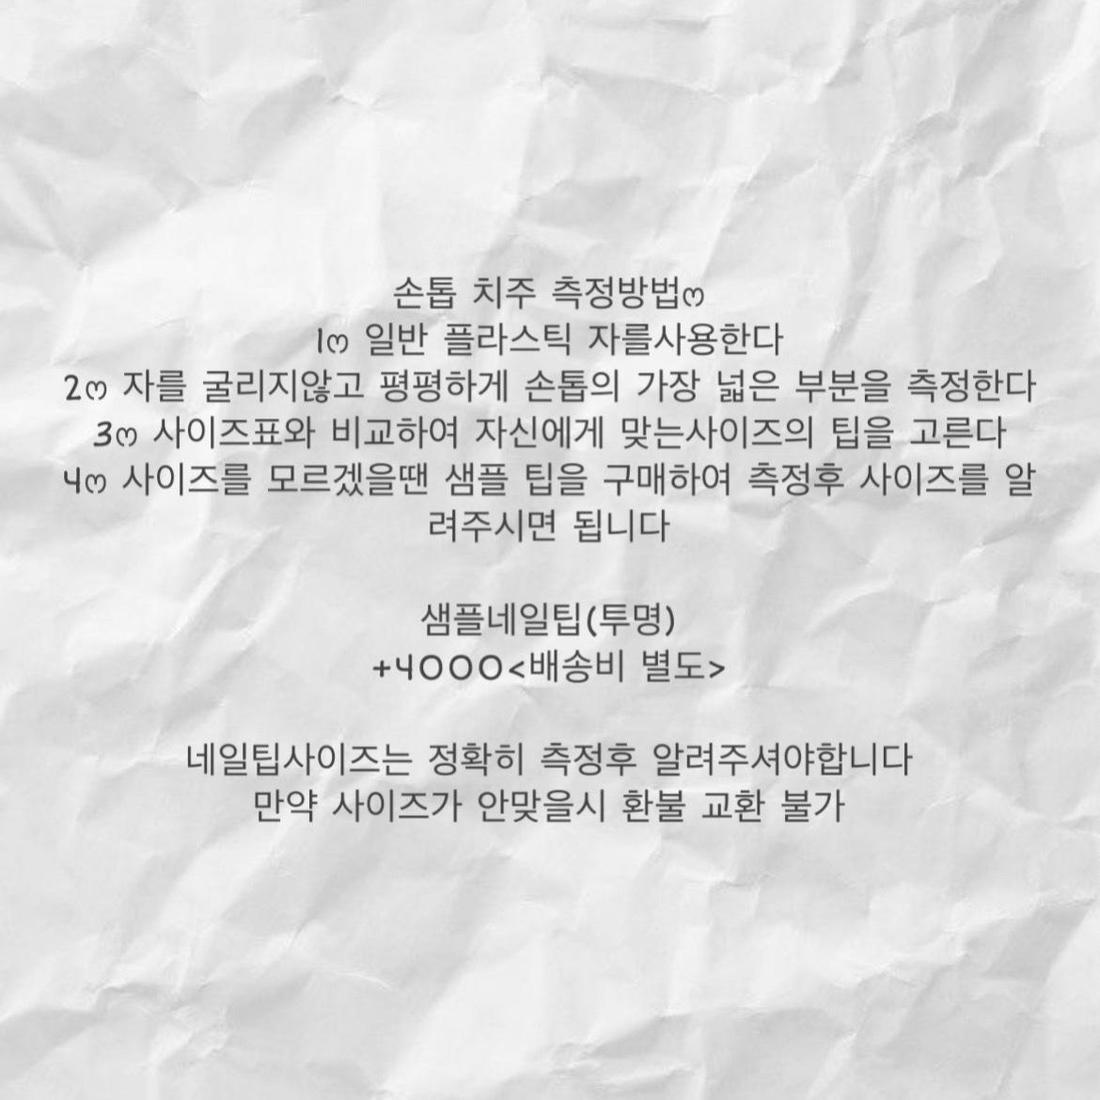 손톱 치주 측정방법ო
1ო 일반 플라스틱 자를사용한다
2ო 자를 굴리지않고 평평하게 손톱의 가장 넓은 부분을 측정한다
3ო 사이즈표와 비교하여 자신에게 맞는사이즈의 팁을 고른다
4ო 사이즈를 모르겠을땐 샘플 팁을 구매하여 측정후 사이즈를 알
려주시면 됩니다
샘플네일팁(투명)
+4000<배송비 별도>
네일팁사이즈는 정확히 측정후 알려주셔야합니다
만약 사이즈가 안맞을시 환불 교환 불가